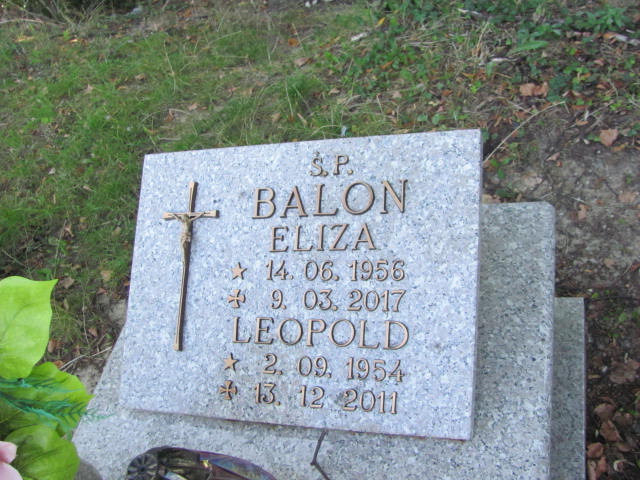 Ś.P.
BALON
ELIZA
★ 14.06.1956
✠ 9.03.2017
LEOPOLD
★ 2.09.1954
✠ 13.12.2011